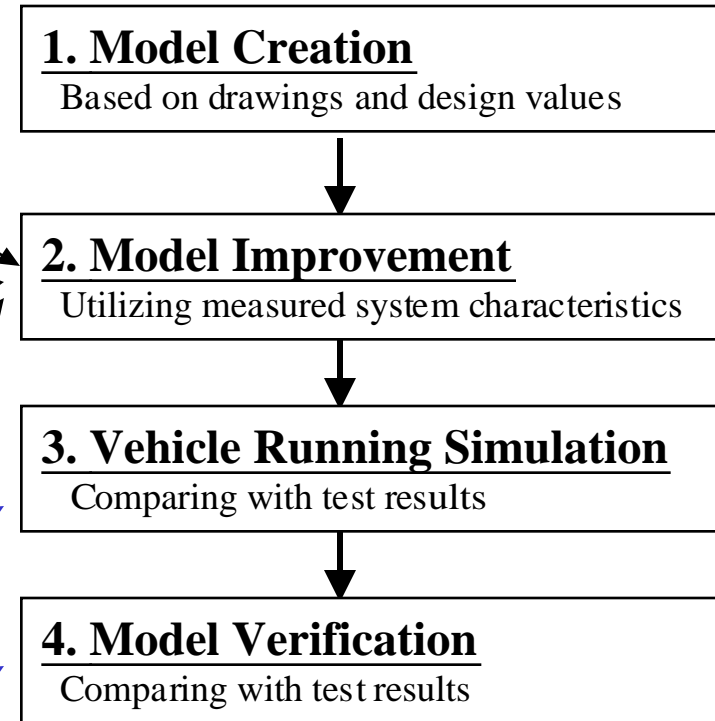 1. Model Creation
Based on drawings and design values
2. Model Improvement
Utilizing measured system characteristics
3. Vehicle Running Simulation
Comparing with test results
4. Model Verification
Comparing with test results